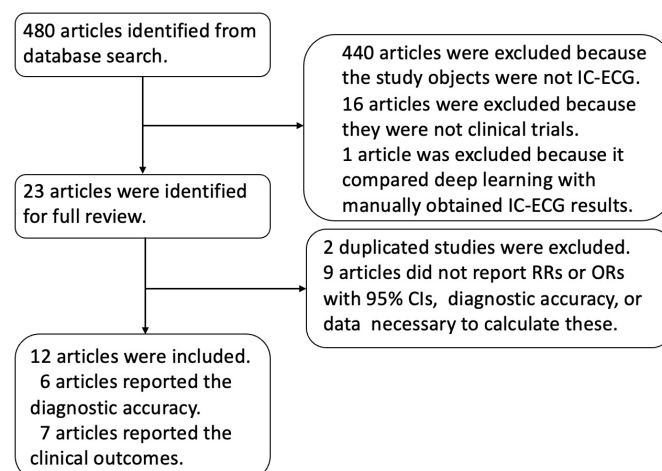 480 articles identified from
database search.
440 articles were excluded because
the study objects were not IC-ECG.
16 articles were excluded because
they were not clinical trials.
1 article was excluded because it
compared deep learning with
manually obtained IC-ECG results.
23 articles were identified
for full review.
2 duplicated studies were excluded.
9 articles did not report RRs or ORs
with 95% CIs, diagnostic accuracy, or
data necessary to calculate these.
12 articles were included.
6 articles reported the
diagnostic accuracy.
7 articles reported the
clinical outcomes.